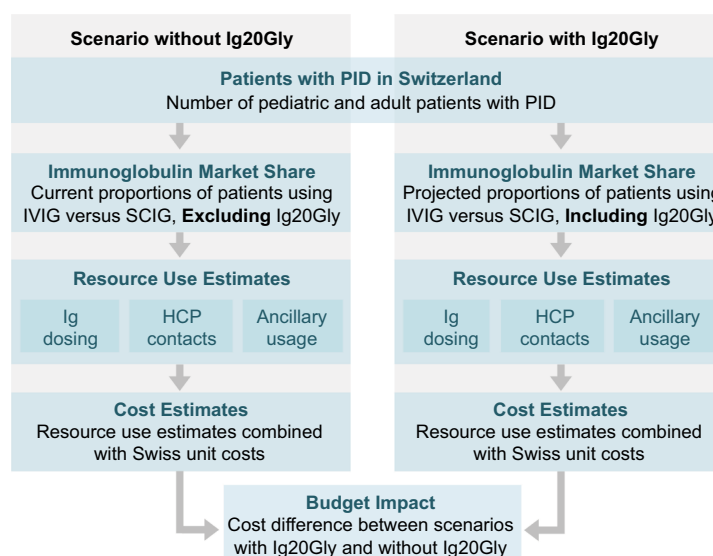 Scenario without Ig20Gly
Scenario with Ig20Gly
Patients with PID in Switzerland
Number of pediatric and adult patients with PID
Immunoglobulin Market Share
Current proportions of patients using
IVIG versus SCIG, Excluding Ig20Gly
Immunoglobulin Market Share
Projected proportions of patients using
IVIG versus SCIG, Including Ig20Gly
Resource Use Estimates
Ig
dosing
HCP
contacts
Ancillary
usage
Resource Use Estimates
Ig
dosing
HCP
contacts
Ancillary
usage
Cost Estimates
Resource use estimates combined
with Swiss unit costs
Cost Estimates
Resource use estimates combined
with Swiss unit costs
Budget Impact
Cost difference between scenarios
with Ig20Gly and without Ig20Gly